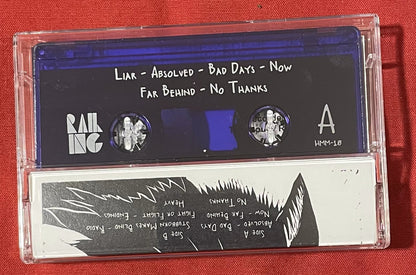 Liar - Absolved - Bad Days - Now
Far Behind - No Thanks
RAIL
ING
A
HMM-18
Side A
Absolved - Bad Days
Now - Far Behind
No Thanks
Side B
Stubborn Makes Blind - Radio
Fight or Flight - Endings
Heavy